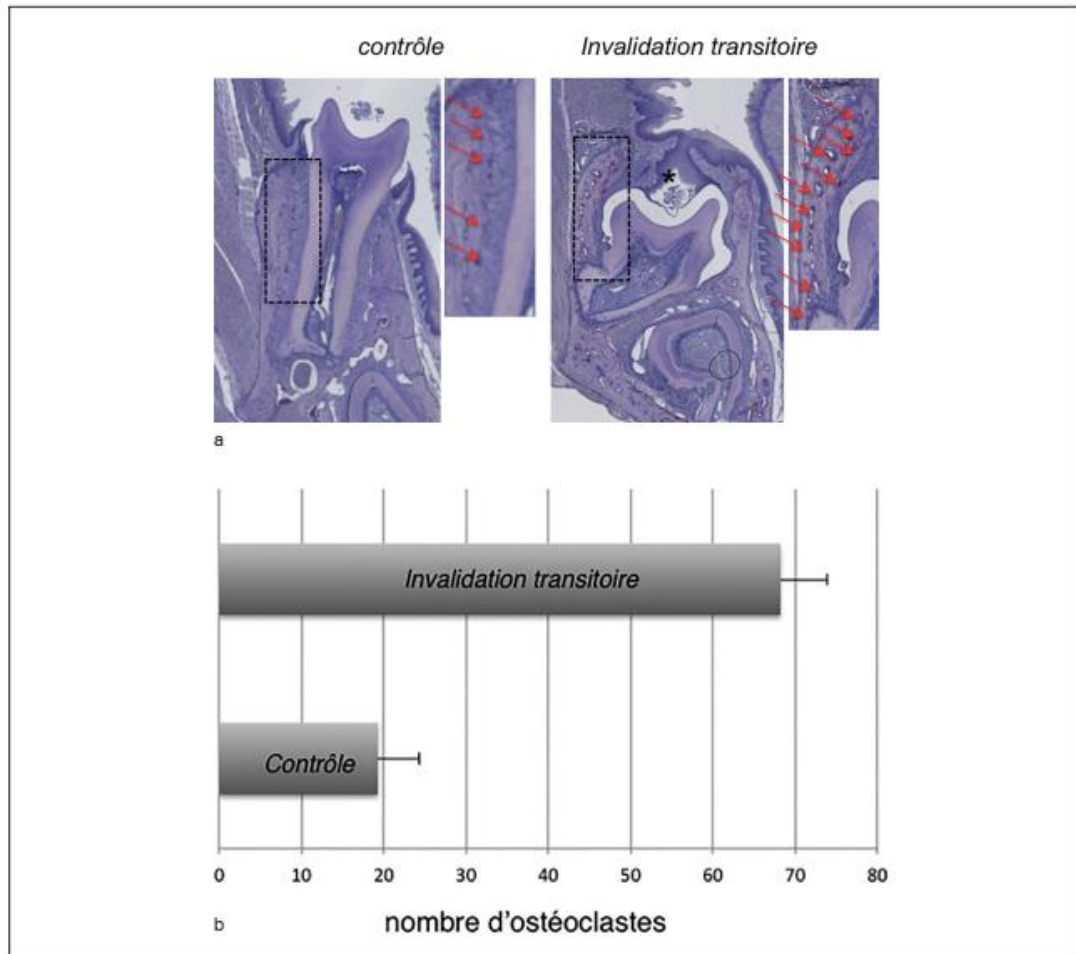 contrôle Invalidation transitoire
*
a
Invalidation transitoire
Contrôle
0 10 20 30 40 50 60 70 80
b nombre d'ostéoclastes